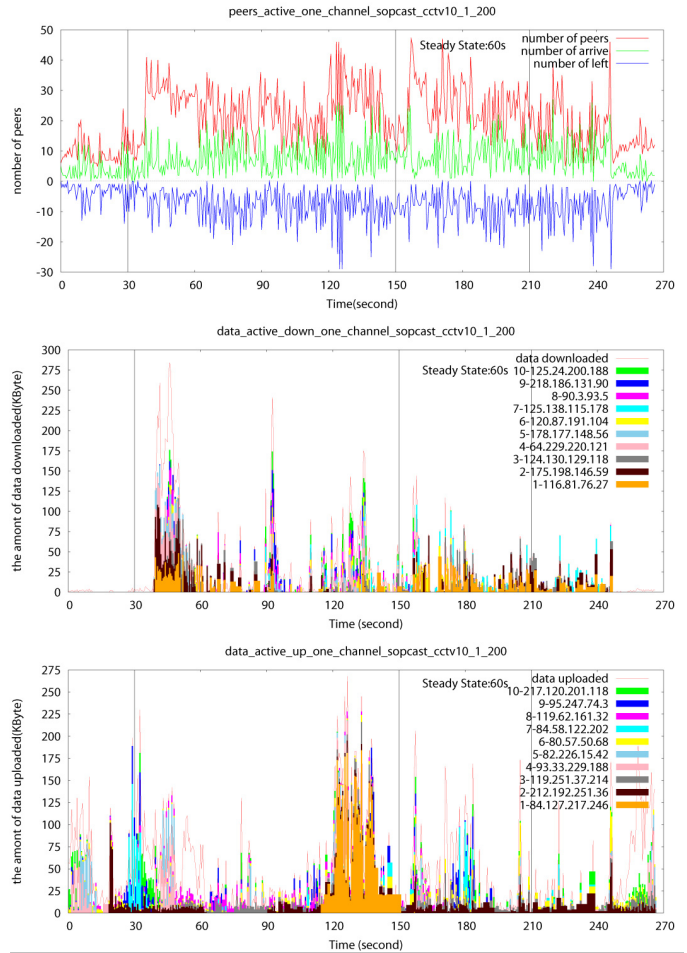 peers_active_one_channel_sopcast_cctv10_1_200
50
40
30
20
10
0
-10
-20
-30
number of peers
Steady State:60s
number of peers
number of arrive
number of left
0 30 60 90 120 150 180 210 240 270
Time(second)
data_active_down_one_channel_sopcast_cctv10_1_200
300
275
250
225
200
175
150
125
100
75
50
25
0
the amont of data downloaded(KByte)
Steady State:60s
data downloaded
10-125.24.200.188
9-218.186.131.90
8-90.3.93.5
7-125.138.115.178
6-120.87.191.104
5-178.177.148.56
4-64.229.220.121
3-124.130.129.118
2-175.198.146.59
1-116.81.76.27
0 30 60 90 120 150 180 210 240 270
Time (second)
data_active_up_one_channel_sopcast_cctv10_1_200
275
250
225
200
175
150
125
100
75
50
25
0
the amont of data uploaded(KByte)
Steady State:60s
data uploaded
10-217.120.201.118
9-95.247.74.3
8-119.62.161.32
7-84.58.122.202
6-80.57.50.68
5-82.226.15.42
4-93.33.229.188
3-119.251.37.214
2-212.192.251.36
1-84.127.217.246
0 30 60 90 120 150 180 210 240 270
Time (second)